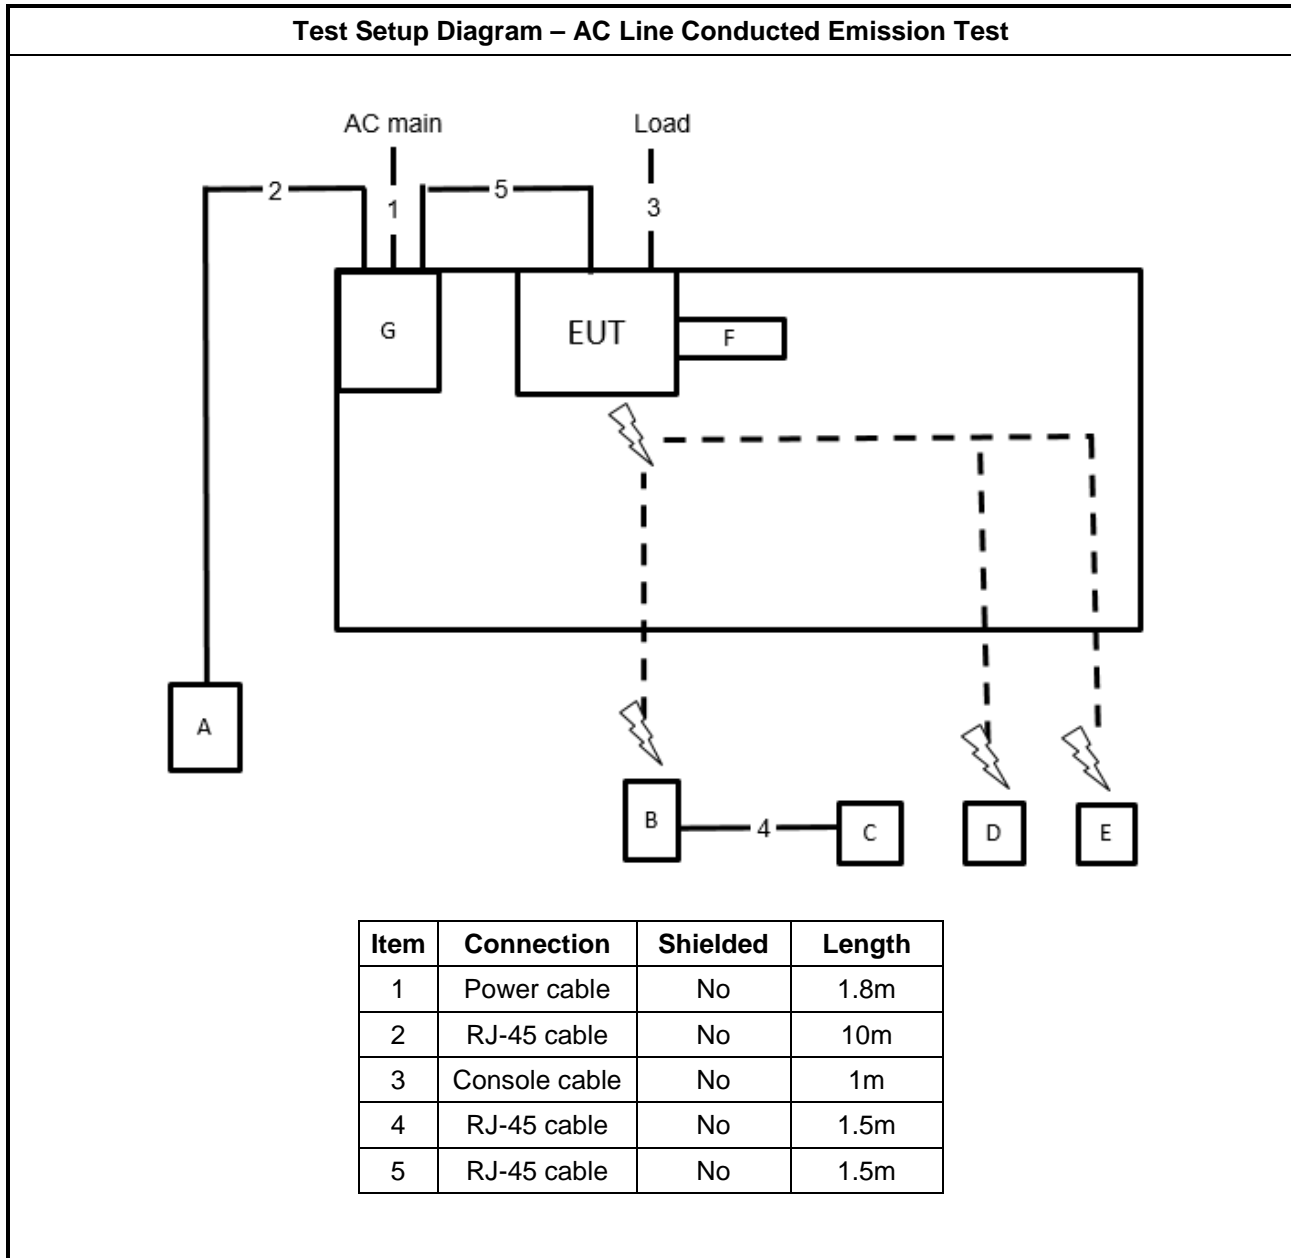 Test Setup Diagram – AC Line Conducted Emission Test
AC main Load
2 5
1 3
G EUT F
A
B 4 C D E
Item Connection Shielded Length
1 Power cable No 1.8m
2 RJ-45 cable No 10m
3 Console cable No 1m
4 RJ-45 cable No 1.5m
5 RJ-45 cable No 1.5m